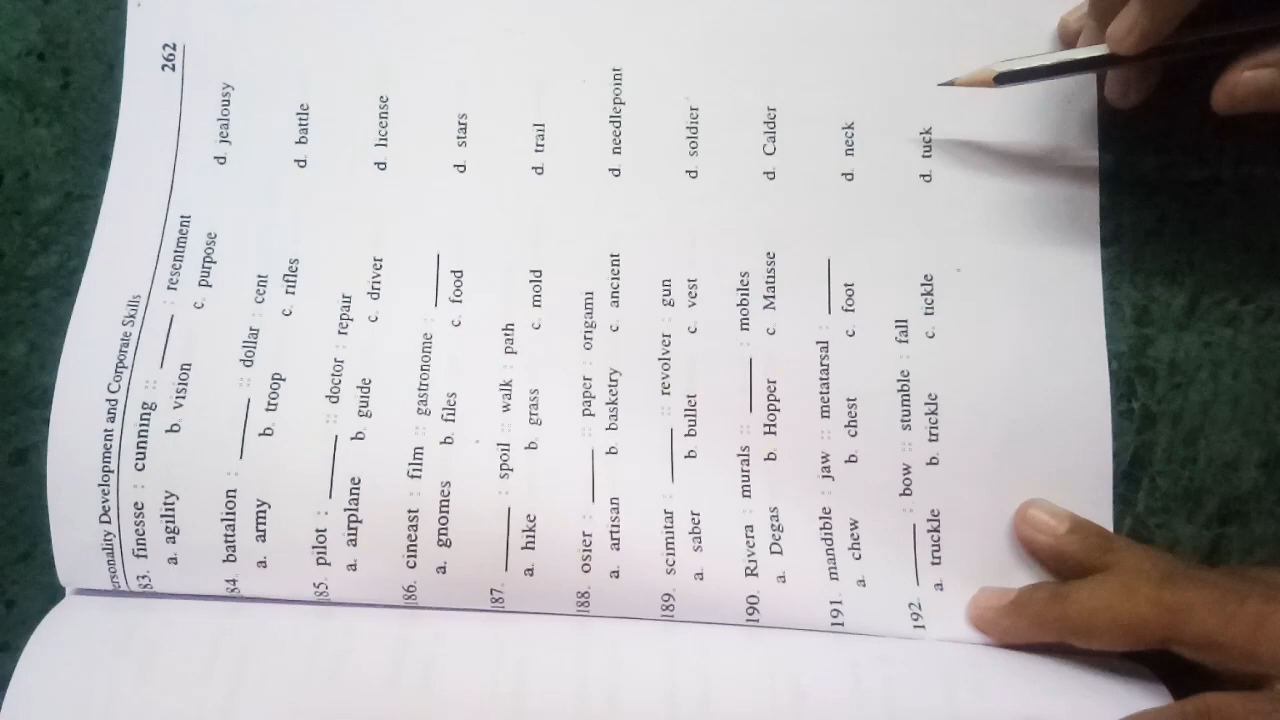 ersonality Development and Corporate Skills 262
83. finesse : cunning :: ____ : resentment
a. agility b. vision c. purpose d. jealousy
84. battalion : ____ :: dollar : cent
a. army b. troop c. rifles d. battle
185. pilot : ____ :: doctor : repair
a. airplane b. guide c. driver d. license
186. cineast : film :: gastronome : ____
a. gnomes b. files c. food d. stars
187. ____ : spoil :: walk : path
a. hike b. grass c. mold d. trail
188. osier : ____ :: paper : origami
a. artisan b. basketry c. ancient d. needlepoint
189. scimitar : ____ :: revolver : gun
a. saber b. bullet c. vest d. soldier
190. Rivera : murals :: ____ : mobiles
a. Degas b. Hopper c. Matisse d. Calder
191. mandible : jaw :: metatarsal : ____
a. chew b. chest c. foot d. neck
192. ____ : bow :: stumble : fall
a. truckle b. trickle c. tickle d. tuck